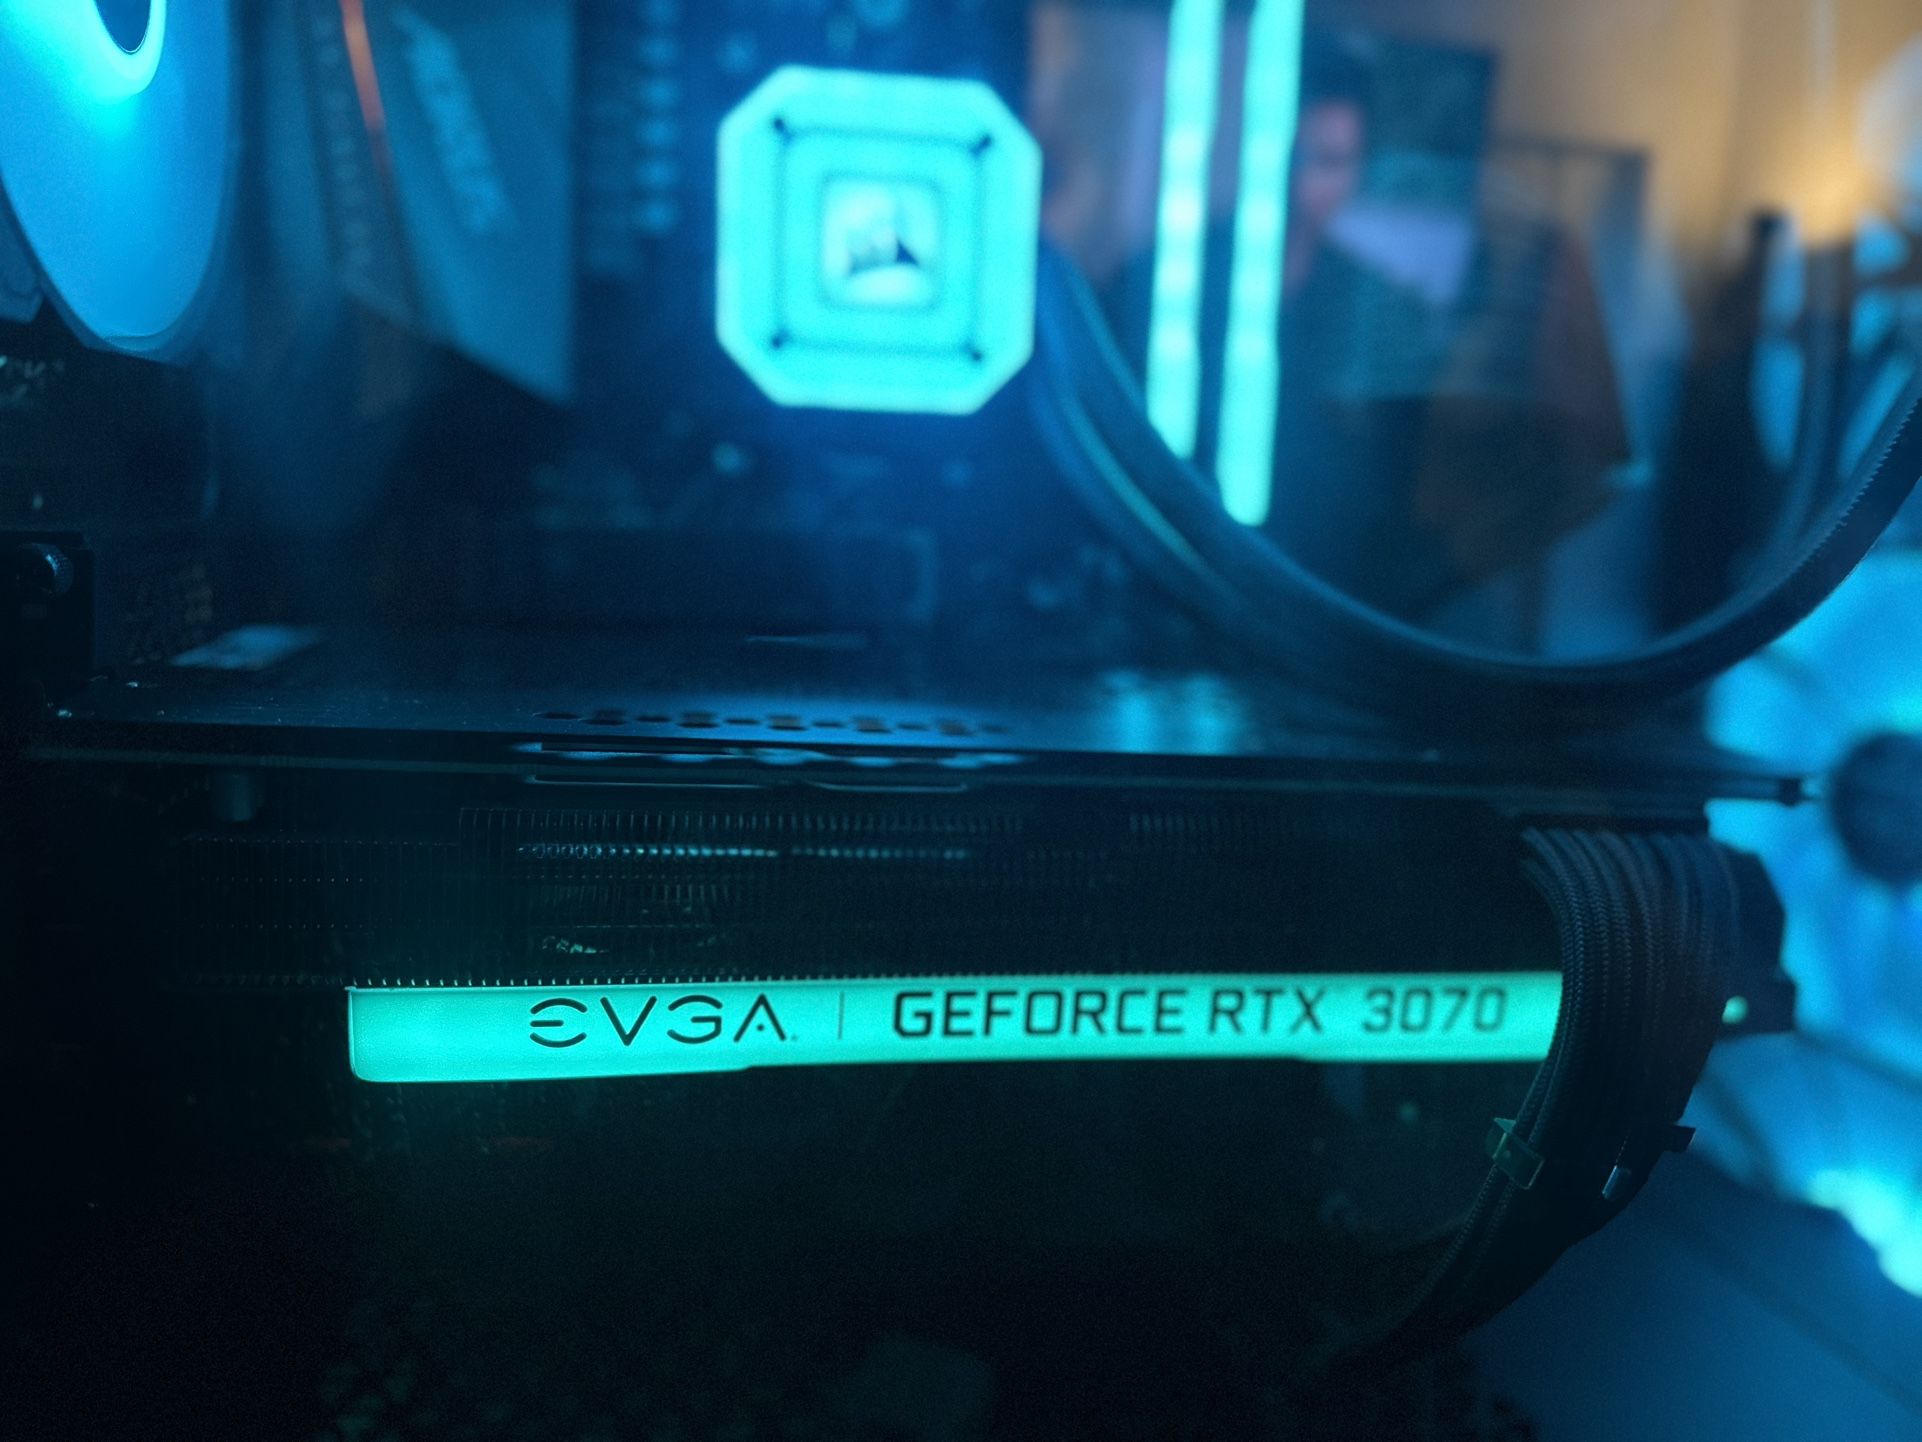 EVGA | GEFORCE RTX 3070